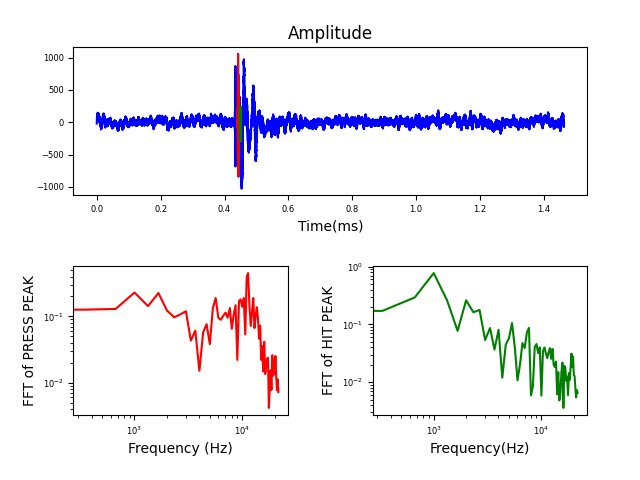 Amplitude
1000
500
0
−500
−1000
0.0 0.2 0.4 0.6 0.8 1.0 1.2 1.4
Time(ms)
FFT of PRESS PEAK
10⁻¹
10⁻²
10³ 10⁴
Frequency (Hz)
FFT of HIT PEAK
10⁰
10⁻¹
10⁻²
10³ 10⁴
Frequency(Hz)